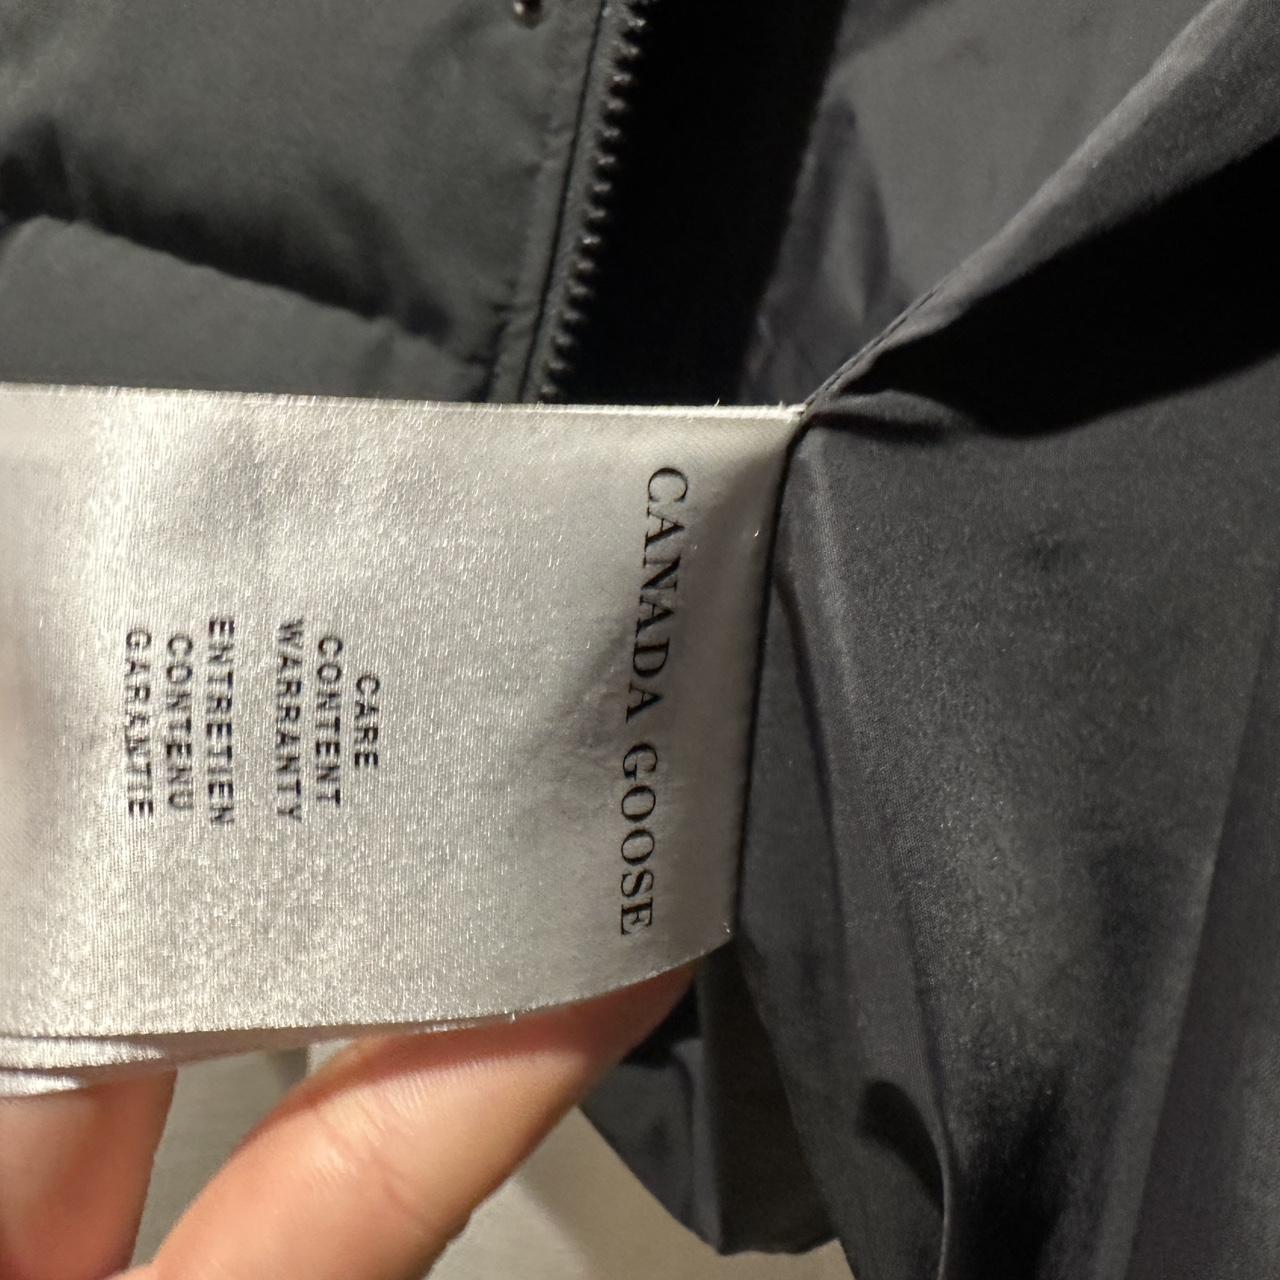 CANADA GOOSE
CARE
CONTENT
WARRANTY
ENTRETIEN
CONTENU
GARANTIE